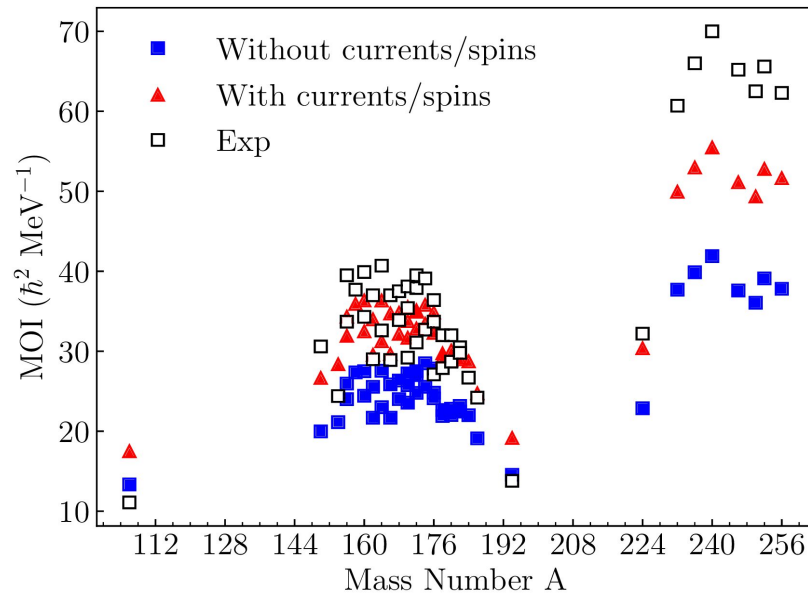 70
60
50
40
30
20
10
MOI (ℏ² MeV⁻¹)
Without currents/spins
With currents/spins
Exp
112 128 144 160 176 192 208 224 240 256
Mass Number A